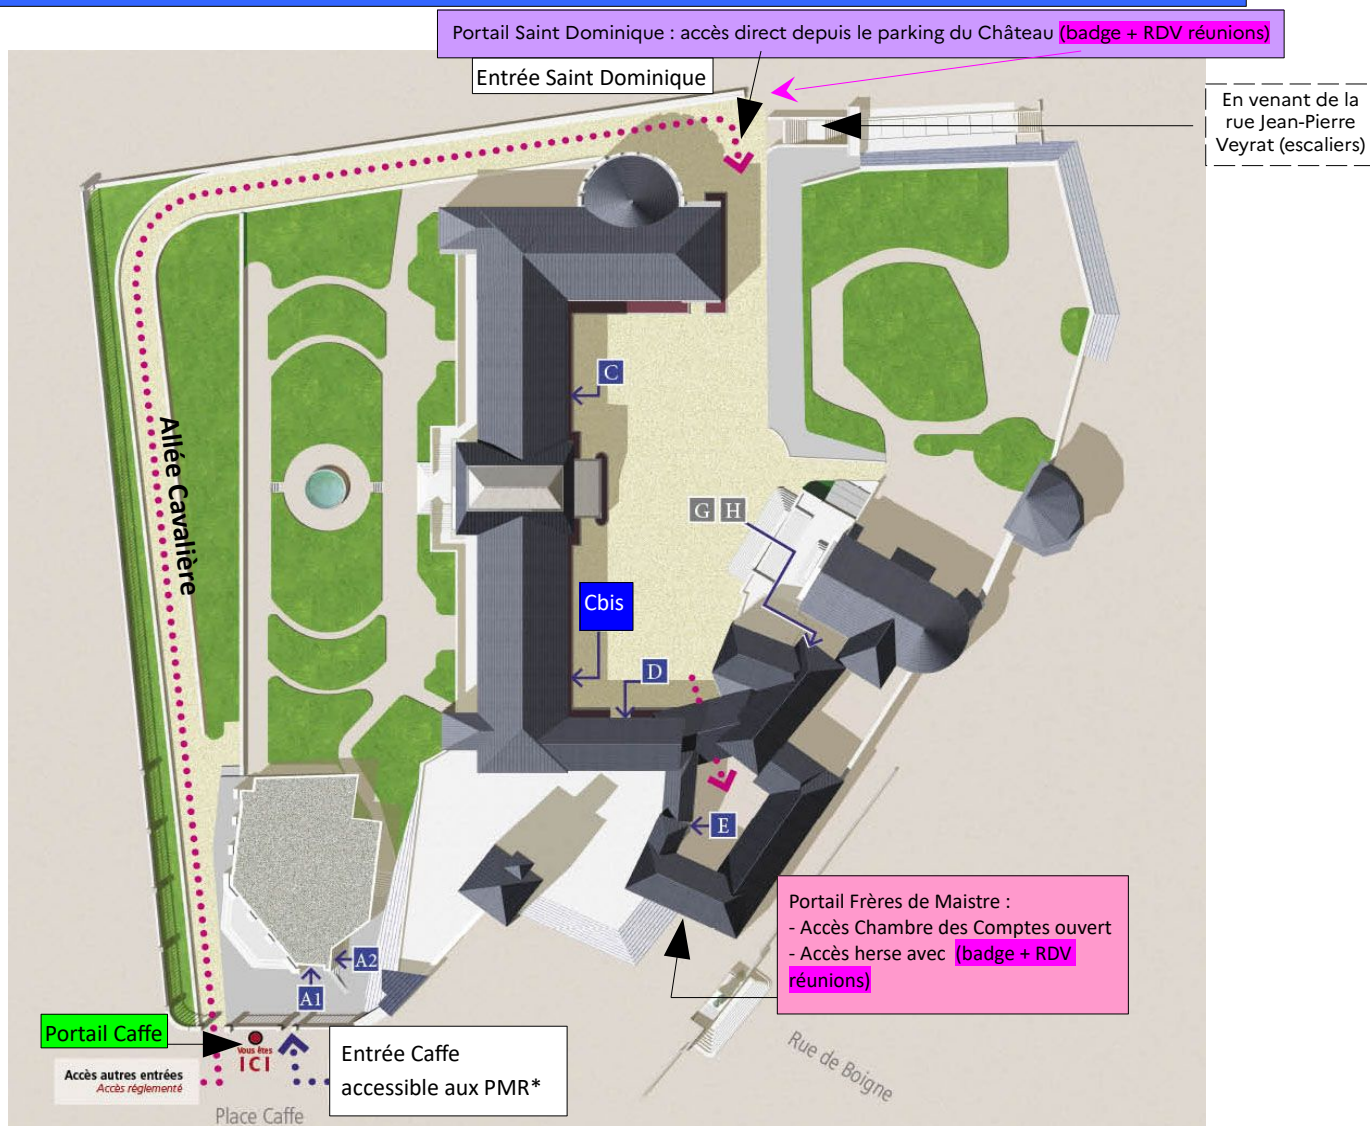 Portail Saint Dominique : accès direct depuis le parking du Château (badge + RDV réunions)
Entrée Saint Dominique
En venant de la
rue Jean-Pierre
Veyrat (escaliers)
Allée Cavalière
C
G H
Cbis
D
E
Portail Frères de Maistre :
- Accès Chambre des Comptes ouvert
- Accès herse avec (badge + RDV
réunions)
A2
A1
Portail Caffe
Vous êtes
ICI
Entrée Caffe
accessible aux PMR*
Accès autres entrées
Accès réglementé
Place Caffe
Rue de Boigne